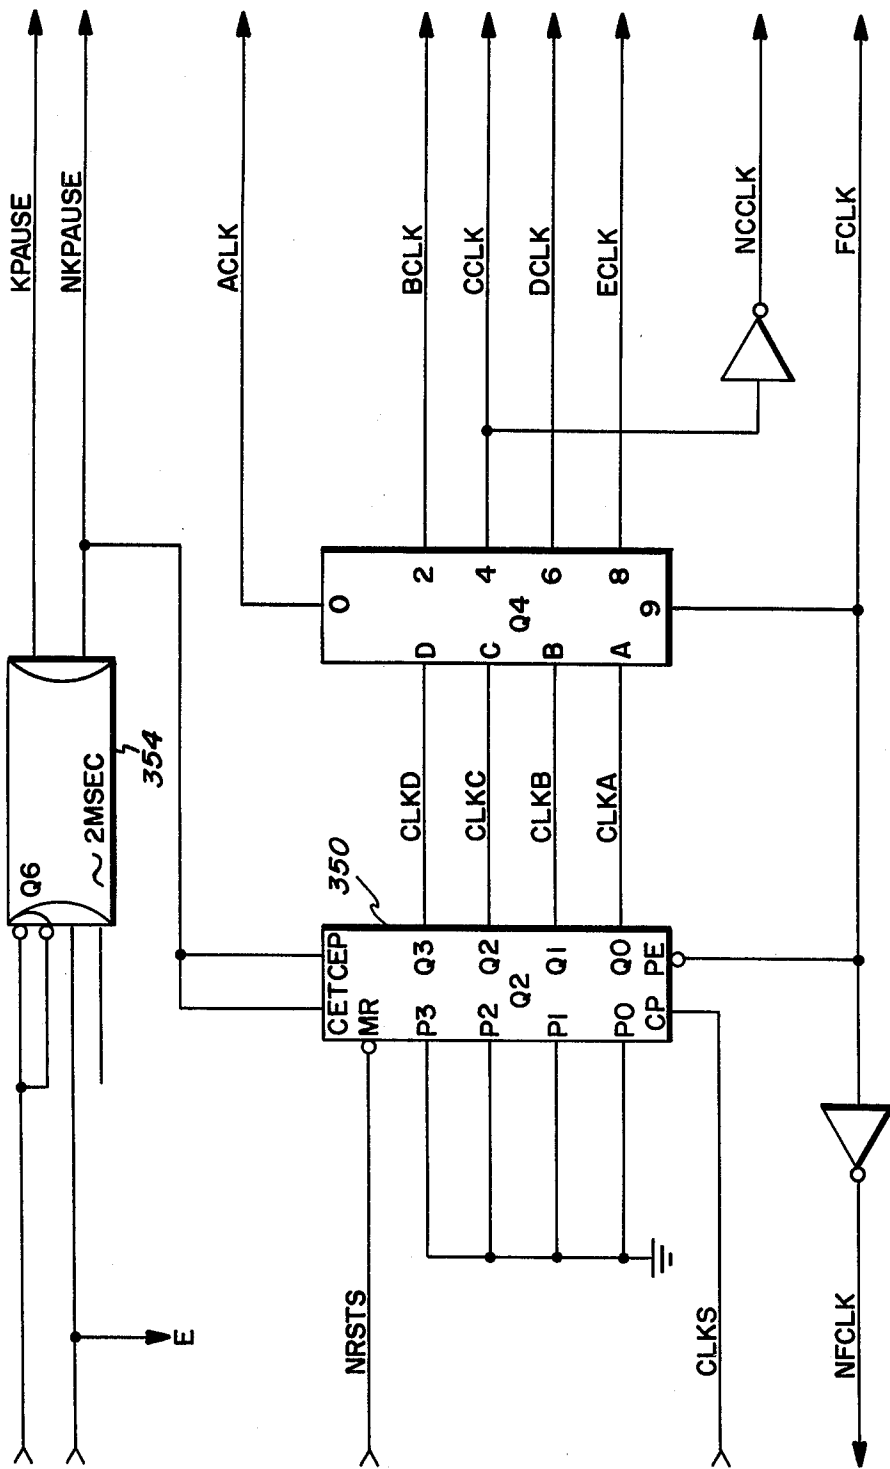 KPAUSE
NKPAUSE
ACLK
BCLK
CCLK
DCLK
ECLK
NCCLK
FCLK
Q6
~ 2MSEC
354
0
2
4
6
8
9
Q4
D
C
B
A
CLKD
CLKC
CLKB
CLKA
350
CET CEP
MR
P3 Q3
P2 Q2
Q2
P1 Q1
P0 Q0
CP PE
E
NRSTS
CLKS
NFCLK